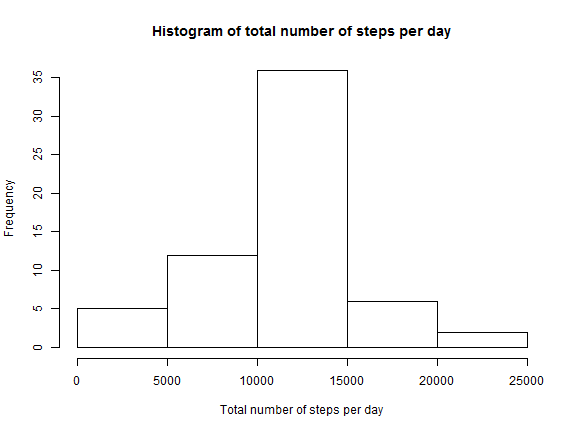 Histogram of total number of steps per day
Frequency
35
30
25
20
15
10
5
0
0 5000 10000 15000 20000 25000
Total number of steps per day